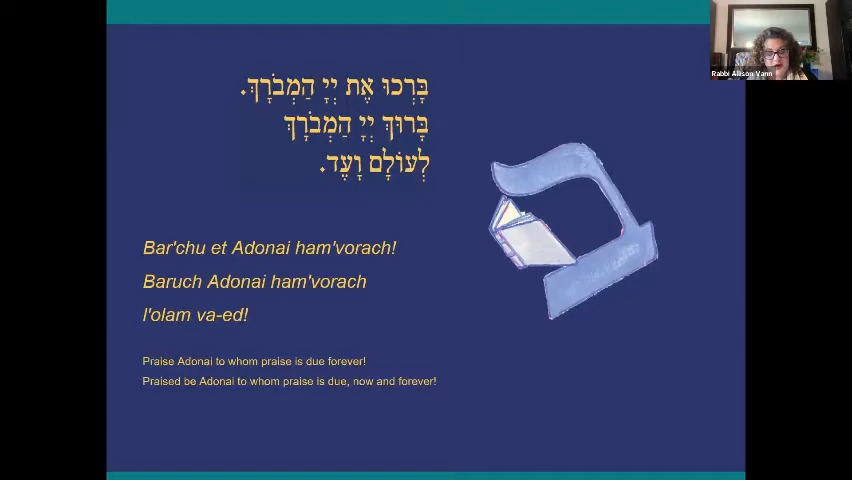 בָּרְכוּ אֶת יְיָ הַמְבֹרָךְ.
בָּרוּךְ יְיָ הַמְבֹרָךְ
לְעוֹלָם וָעֶד.
Bar'chu et Adonai ham'vorach!
Baruch Adonai ham'vorach
l'olam va-ed!
Praise Adonai to whom praise is due forever!
Praised be Adonai to whom praise is due, now and forever!
Rabbi Allison Vann